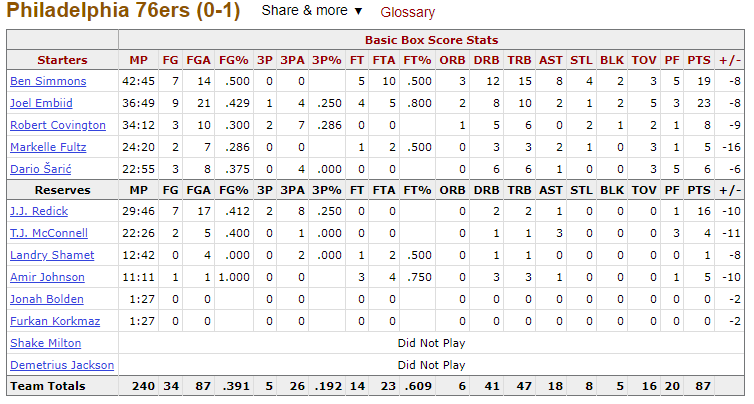 Philadelphia 76ers (0-1) Share & more ▼ Glossary
Basic Box Score Stats
Starters MP FG FGA FG% 3P 3PA 3P% FT FTA FT% ORB DRB TRB AST STL BLK TOV PF PTS +/-
Ben Simmons 42:45 7 14 .500 0 0 5 10 .500 3 12 15 8 4 2 3 5 19 -8
Joel Embiid 36:49 9 21 .429 1 4 .250 4 5 .800 2 8 10 2 1 2 5 3 23 -8
Robert Covington 34:12 3 10 .300 2 7 .286 0 0 1 5 6 0 2 1 2 1 8 -9
Markelle Fultz 24:20 2 7 .286 0 0 1 2 .500 0 3 3 2 1 0 3 1 5 -16
Dario Šarić 22:55 3 8 .375 0 4 .000 0 0 0 6 6 1 0 0 3 5 6 -6
Reserves MP FG FGA FG% 3P 3PA 3P% FT FTA FT% ORB DRB TRB AST STL BLK TOV PF PTS +/-
J.J. Redick 29:46 7 17 .412 2 8 .250 0 0 0 2 2 1 0 0 0 1 16 -10
T.J. McConnell 22:26 2 5 .400 0 1 .000 0 0 0 1 1 3 0 0 0 3 4 -11
Landry Shamet 12:42 0 4 .000 0 2 .000 1 2 .500 0 1 1 0 0 0 0 0 1 -8
Amir Johnson 11:11 1 1 1.000 0 0 3 4 .750 0 3 3 1 0 0 0 1 5 -10
Jonah Bolden 1:27 0 0 0 0 0 0 0 0 0 0 0 0 0 0 0 -2
Furkan Korkmaz 1:27 0 0 0 0 0 0 0 0 0 0 0 0 0 0 0 -2
Shake Milton Did Not Play
Demetrius Jackson Did Not Play
Team Totals 240 34 87 .391 5 26 .192 14 23 .609 6 41 47 18 8 5 16 20 87